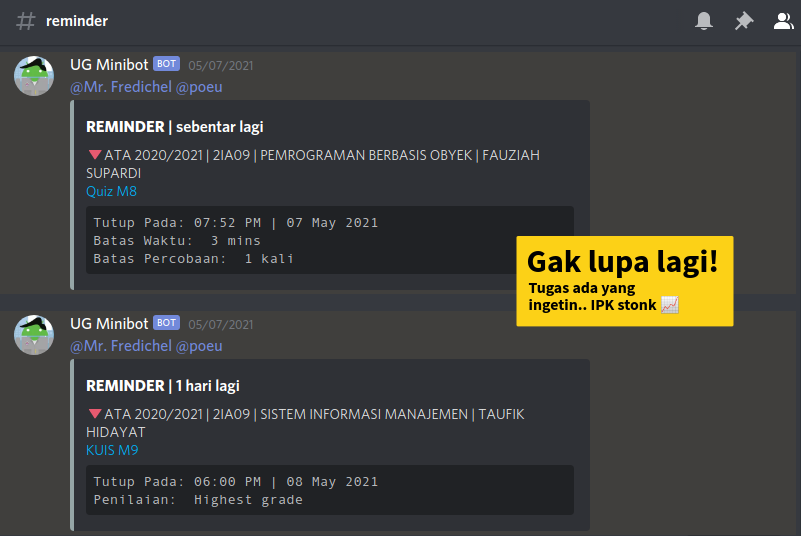 # reminder
UG Minibot BOT 05/07/2021
@Mr. Fredichel @poeu
REMINDER | sebentar lagi
ATA 2020/2021 | 2IA09 | PEMROGRAMAN BERBASIS OBYEK | FAUZIAH
SUPARDI
Quiz M8
Tutup Pada: 07:52 PM | 07 May 2021
Batas Waktu: 3 mins
Batas Percobaan: 1 kali
Gak lupa lagi!
Tugas ada yang
ingetin.. IPK stonk 📈
UG Minibot BOT 05/07/2021
@Mr. Fredichel @poeu
REMINDER | 1 hari lagi
ATA 2020/2021 | 2IA09 | SISTEM INFORMASI MANAJEMEN | TAUFIK
HIDAYAT
KUIS M9
Tutup Pada: 06:00 PM | 08 May 2021
Penilaian: Highest grade